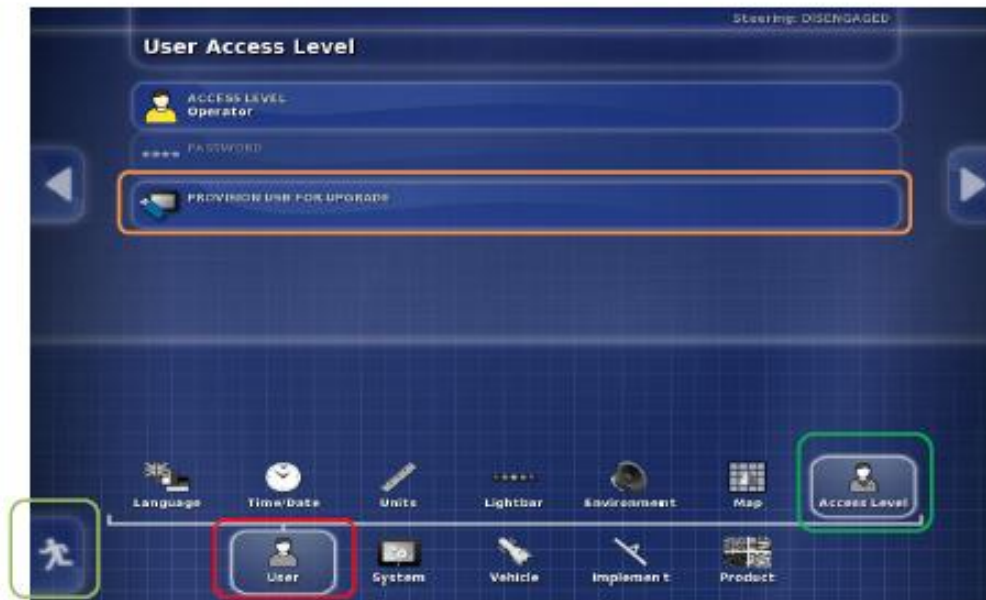 Steering: DISENGAGED
User Access Level
ACCESS LEVEL
Operator
PASSWORD
PROVISION USB FOR UPGRADE
Language Time/Date Units Lightbar Environment Map Access Level
User System Vehicle Implement Product